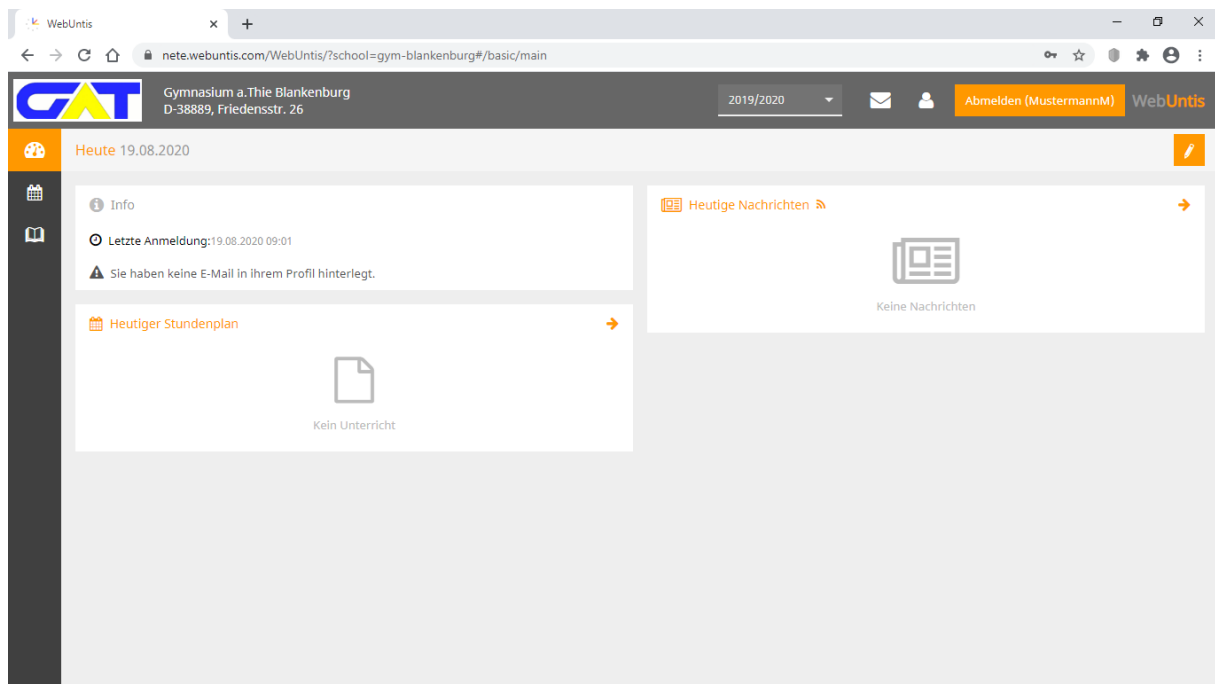 WebUntis
nete.webuntis.com/WebUntis/?school=gym-blankenburg#/basic/main
GAT
Gymnasium a.Thie Blankenburg
D-38889, Friedensstr. 26
2019/2020
Abmelden (MustermannM)
WebUntis
Heute 19.08.2020
Info
Letzte Anmeldung:19.08.2020 09:01
Sie haben keine E-Mail in ihrem Profil hinterlegt.
Heutiger Stundenplan
Kein Unterricht
Heutige Nachrichten
Keine Nachrichten